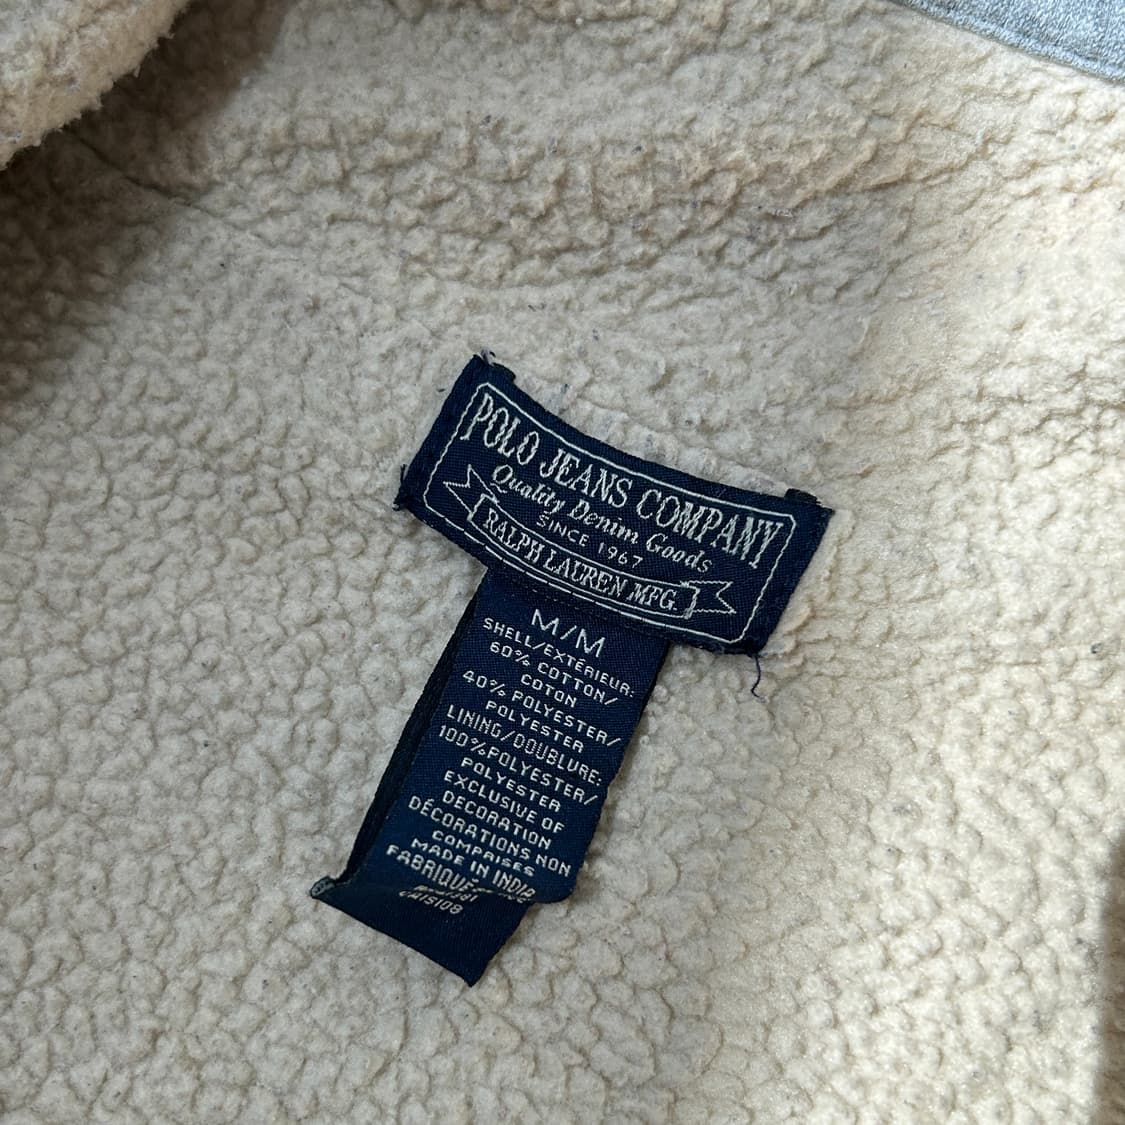 POLO JEANS COMPANY
Quality Denim Goods
SINCE 1967
RALPH LAUREN MFG.
M/M
SHELL/EXTÉRIEUR:
60% COTTON/
COTON
40% POLYESTER/
POLYESTER
LINING/DOUBLURE:
100%POLYESTER/
POLYESTER
EXCLUSIVE OF
DECORATION
DÉCORATIONS NON
COMPRISES
MADE IN INDIA
FABRIQUÉ